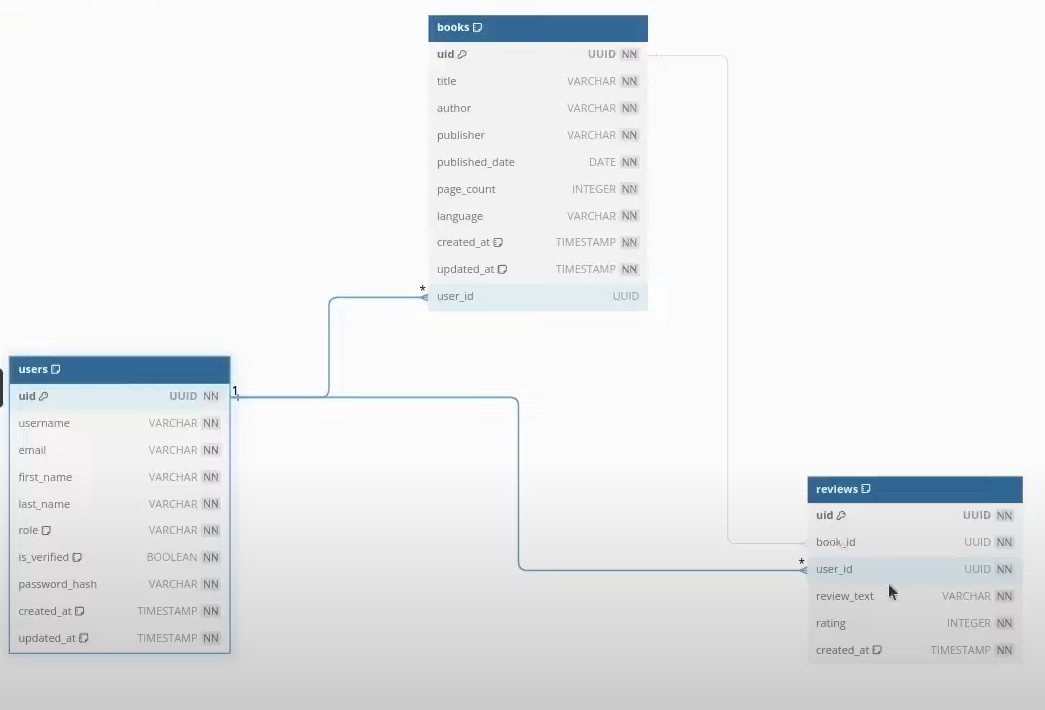 books
uid UUID NN
title VARCHAR NN
author VARCHAR NN
publisher VARCHAR NN
published_date DATE NN
page_count INTEGER NN
language VARCHAR NN
created_at TIMESTAMP NN
updated_at TIMESTAMP NN
* user_id UUID
users
uid UUID NN 1
username VARCHAR NN
email VARCHAR NN
first_name VARCHAR NN
last_name VARCHAR NN
role VARCHAR NN
is_verified BOOLEAN NN
password_hash VARCHAR NN
created_at TIMESTAMP NN
updated_at TIMESTAMP NN
reviews
uid UUID NN
book_id UUID NN
* user_id UUID NN
review_text VARCHAR NN
rating INTEGER NN
created_at TIMESTAMP NN